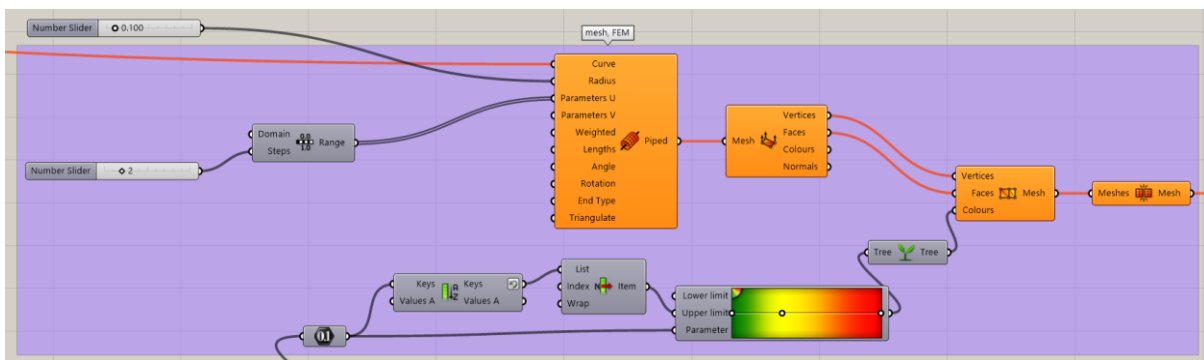 Number Slider 0.100
mesh, FEM
Curve
Radius
Parameters U
Parameters V
Weighted
Lengths
Angle
Rotation
End Type
Triangulate
Piped
Domain
Steps
Range
Number Slider 2
Mesh
Vertices
Faces
Colours
Normals
Vertices
Faces
Colours
Mesh
Meshes Mesh
Tree Tree
Keys
Values A
A
Z
Keys
Values A
List
Index
Wrap
N
Item
Lower limit
Upper limit
Parameter